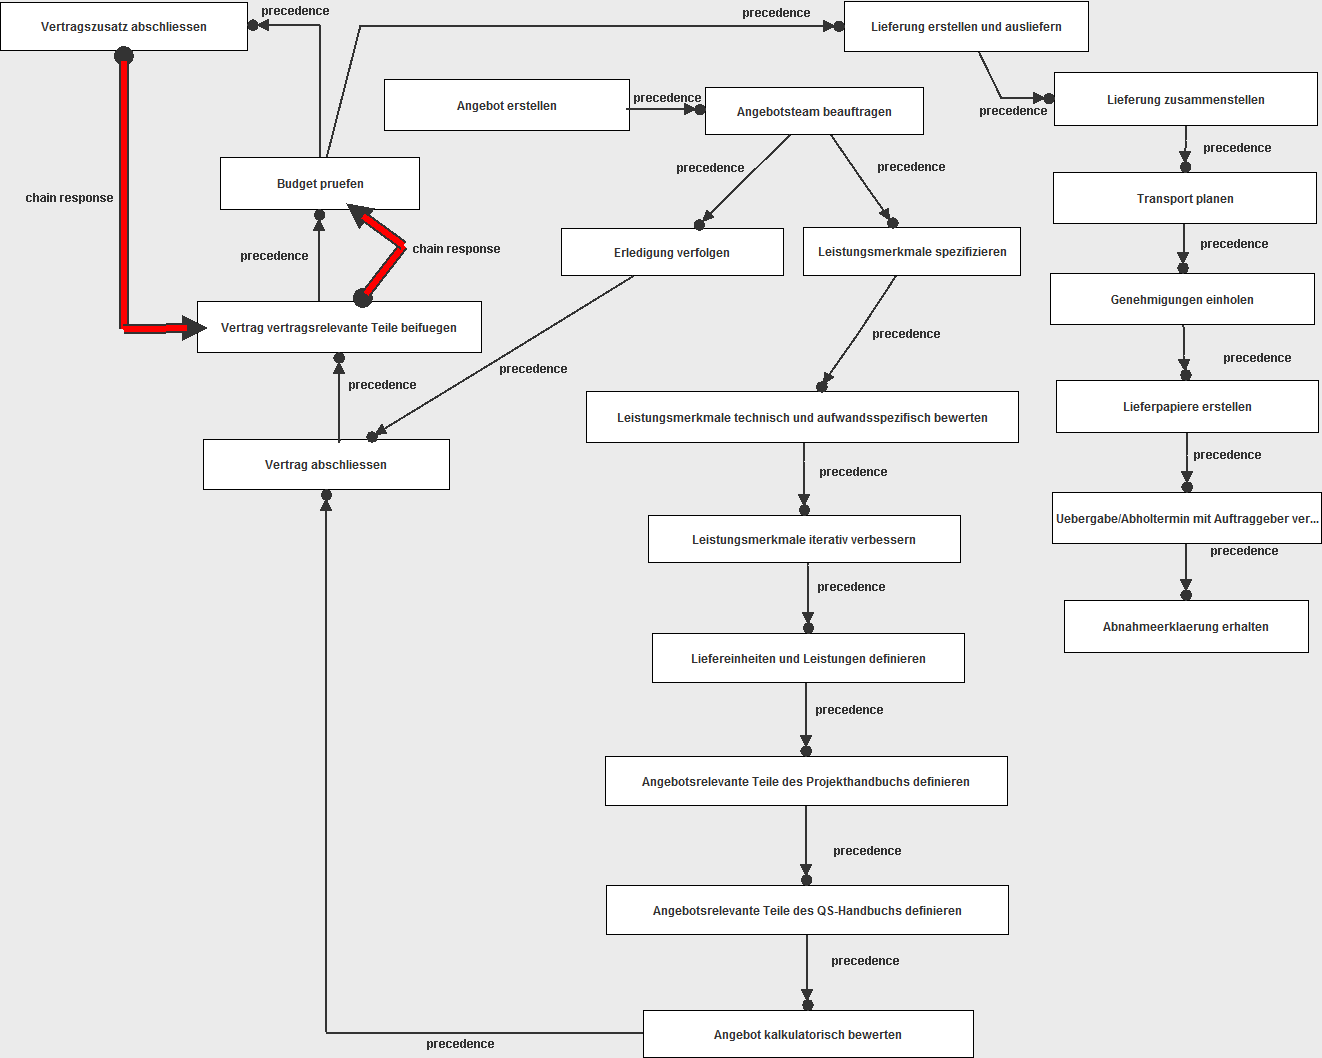 precedence
Vertragszusatz abschliessen
precedence
Lieferung erstellen und ausliefern
Angebot erstellen
precedence
Angebotsteam beauftragen
precedence
Lieferung zusammenstellen
precedence
precedence
precedence
Budget pruefen
chain response
Transport planen
precedence
chain response
precedence
Erledigung verfolgen
Leistungsmerkmale spezifizieren
precedence
Genehmigungen einholen
Vertrag vertragsrelevante Teile beifuegen
precedence
precedence
precedence
precedence
Leistungsmerkmale technisch und aufwandsspezifisch bewerten
Lieferpapiere erstellen
Vertrag abschliessen
precedence
precedence
Uebergabe/Abholtermin mit Auftraggeber ver...
Leistungsmerkmale iterativ verbessern
precedence
precedence
Abnahmeerklaerung erhalten
Liefereinheiten und Leistungen definieren
precedence
Angebotsrelevante Teile des Projekthandbuchs definieren
precedence
Angebotsrelevante Teile des QS-Handbuchs definieren
precedence
Angebot kalkulatorisch bewerten
precedence